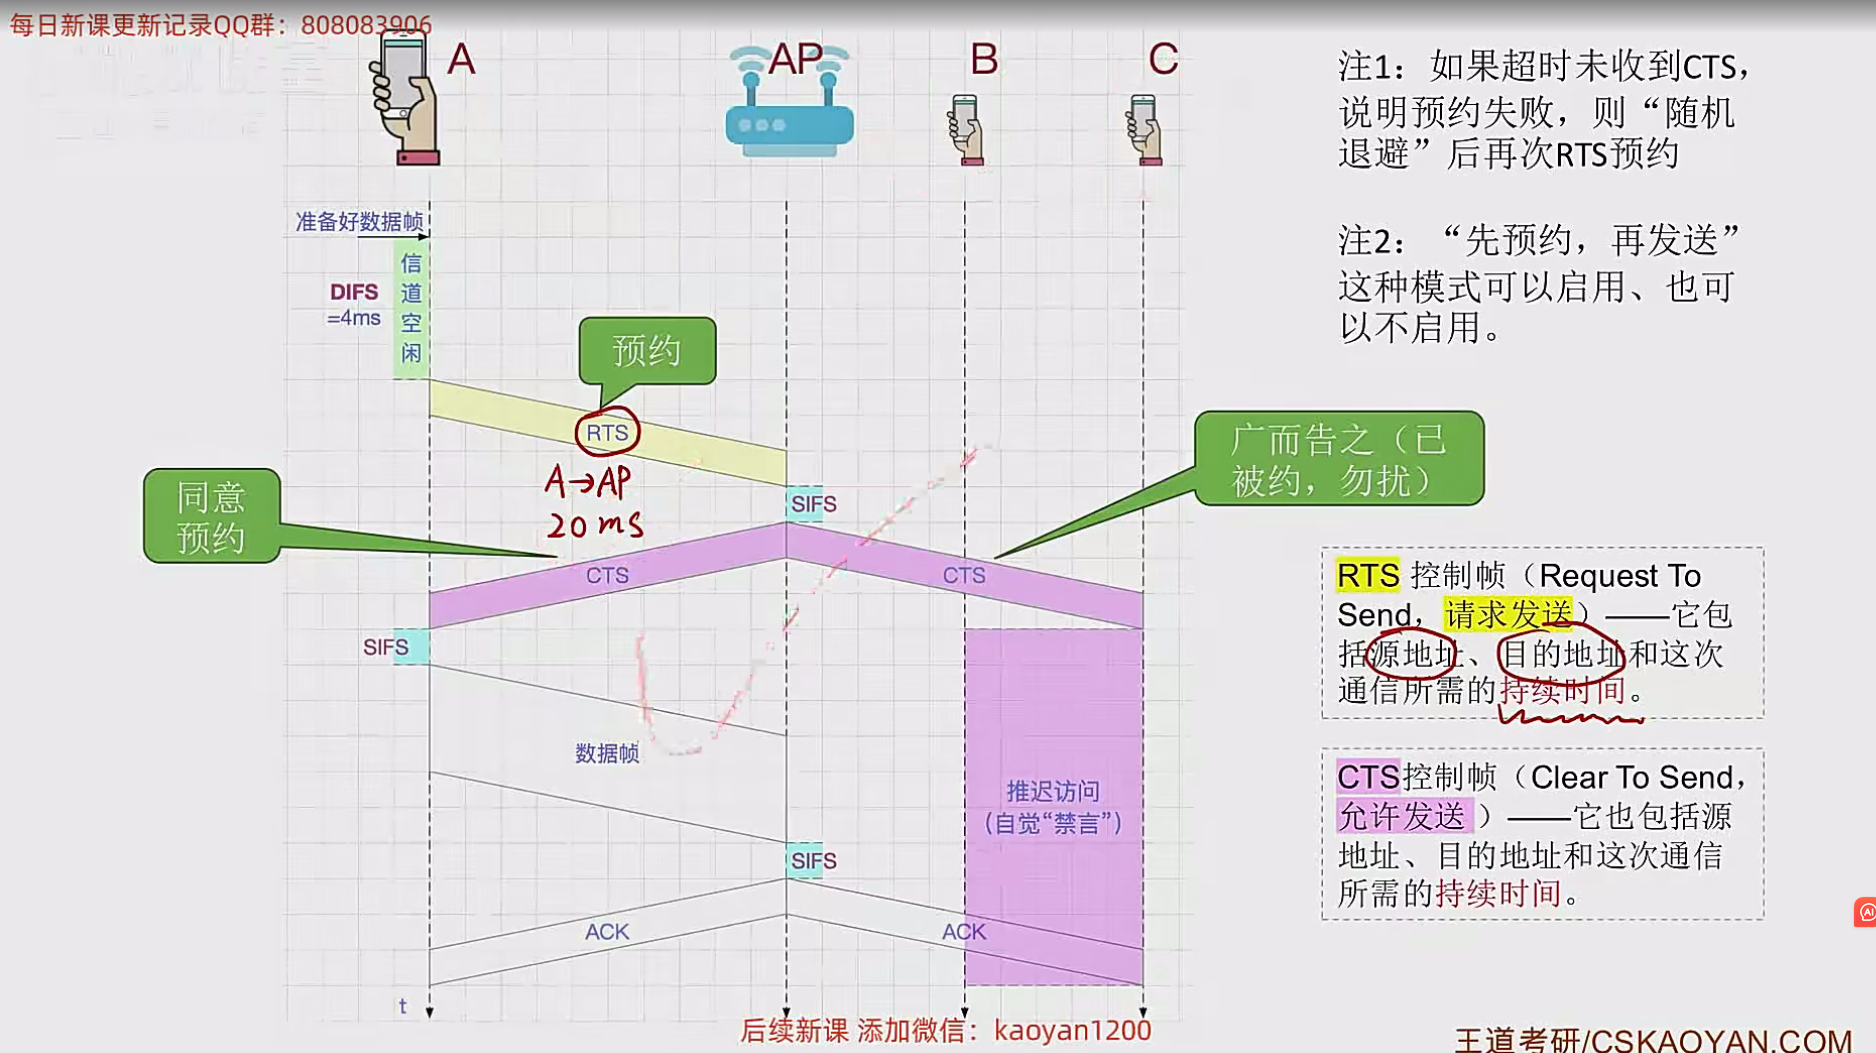 每日新课更新记录QQ群：808083906
A
AP
B
C
准备好数据帧
信道空闲
DIFS
=4ms
预约
RTS
A→AP
20 ms
同意
预约
SIFS
CTS
CTS
广而告之（已
被约，勿扰）
SIFS
数据帧
推迟访问
（自觉“禁言”）
SIFS
ACK
ACK
t
注1：如果超时未收到CTS，
说明预约失败，则“随机
退避”后再次RTS预约
注2：“先预约，再发送”
这种模式可以启用、也可
以不启用。
RTS 控制帧（Request To
Send，请求发送）——它包
括源地址、目的地址和这次
通信所需的持续时间。
CTS控制帧（Clear To Send，
允许发送 ）——它也包括源
地址、目的地址和这次通信
所需的持续时间。
AI
后续新课 添加微信：kaoyan1200
王道考研/CSKAOYAN.COM